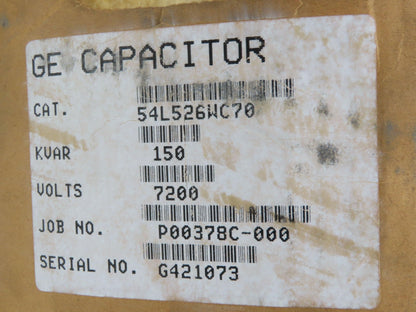 GE CAPACITOR
CAT. 54L526WC70
KVAR 150
VOLTS 7200
JOB NO. P00378C-000
SERIAL NO. G421073